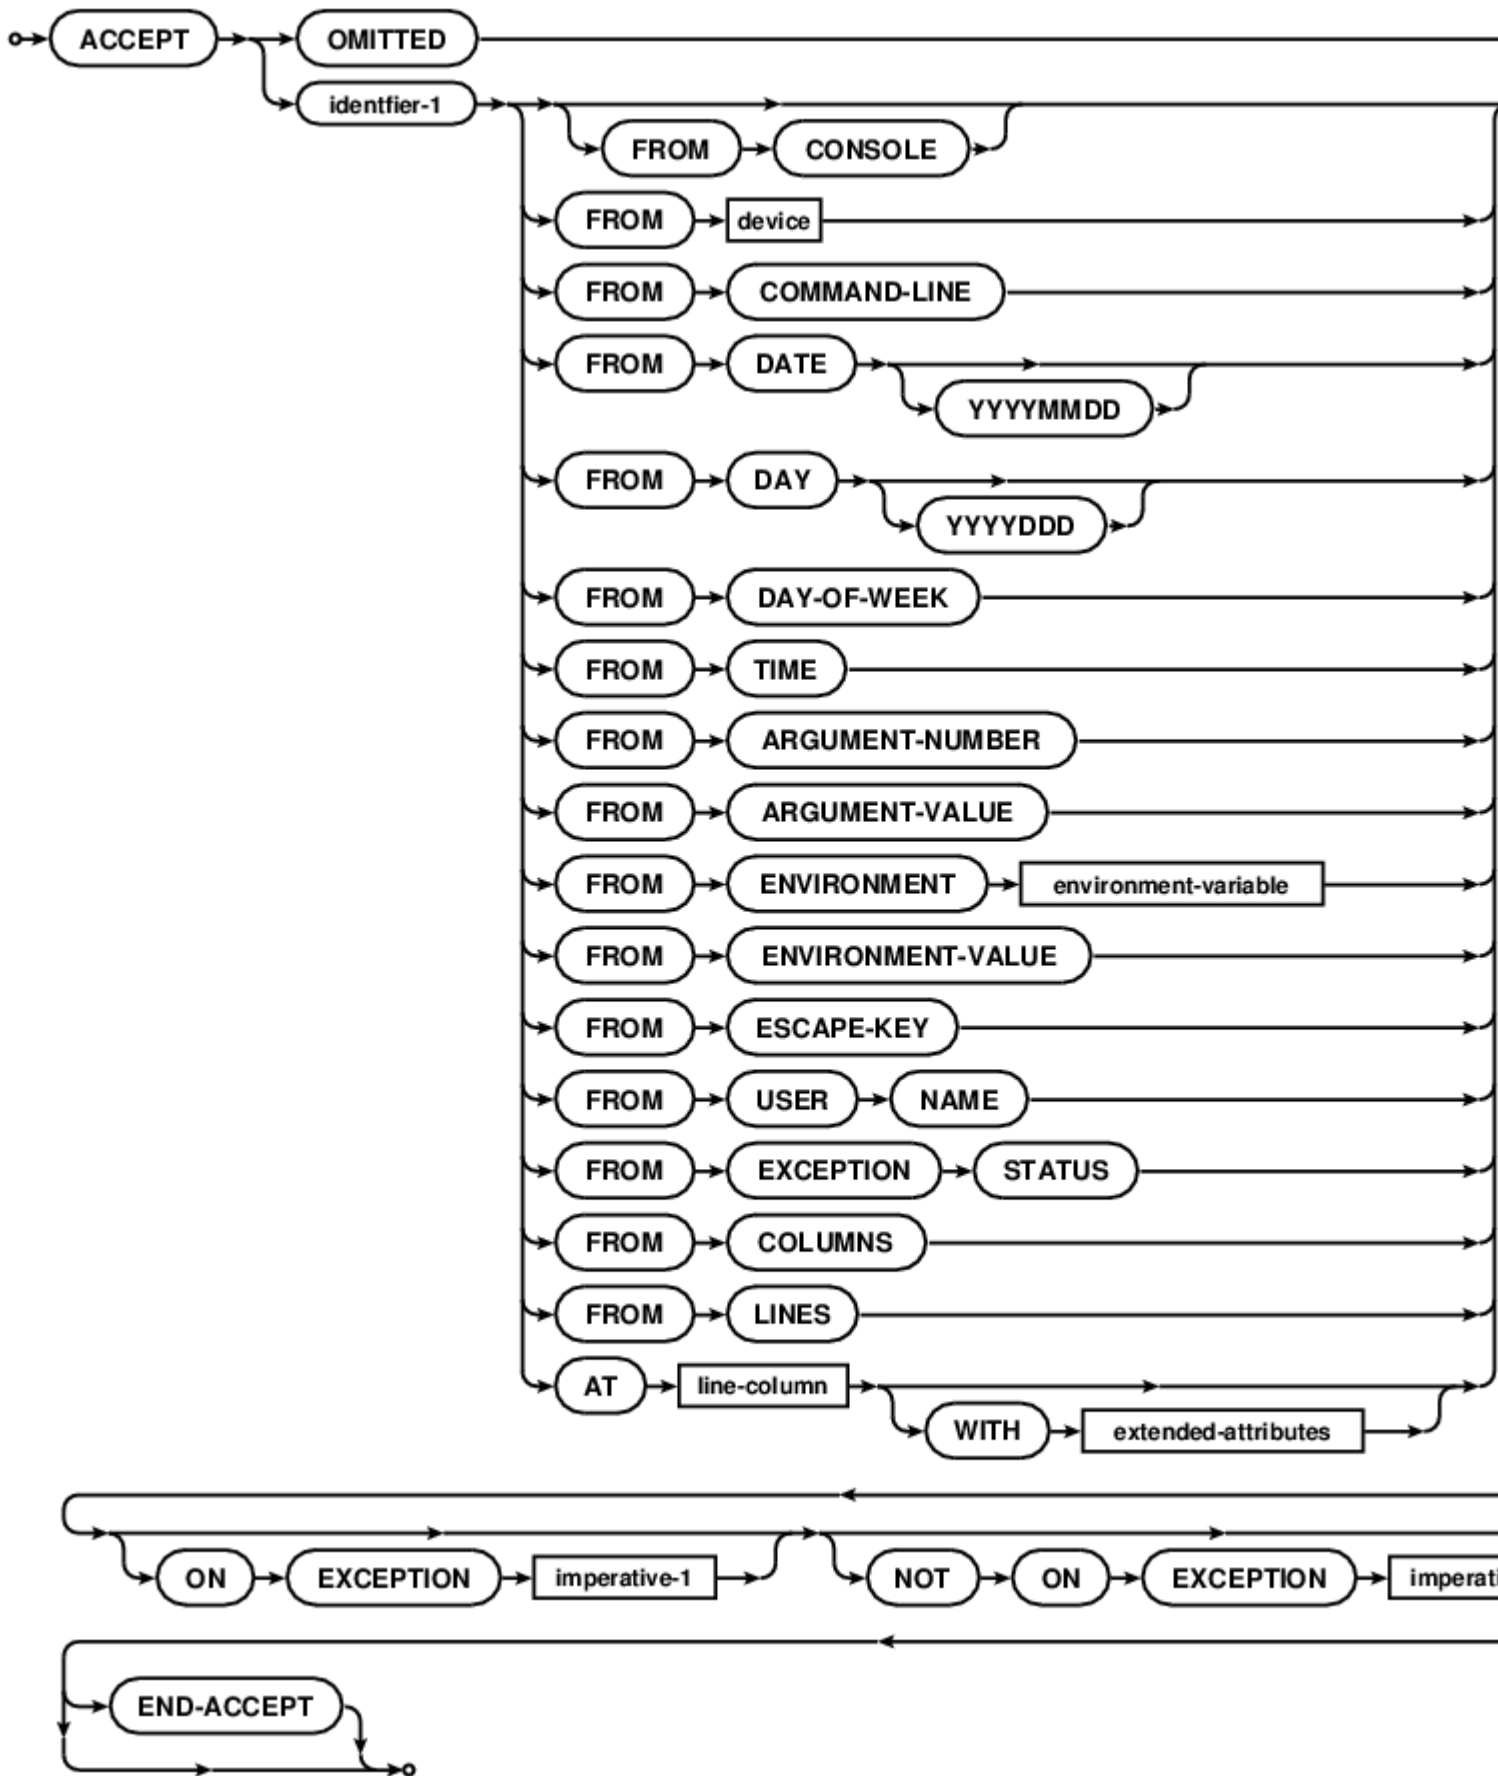 ACCEPT OMITTED
identfier-1
FROM CONSOLE
FROM device
FROM COMMAND-LINE
FROM DATE
YYYYMMDD
FROM DAY
YYYYDDD
FROM DAY-OF-WEEK
FROM TIME
FROM ARGUMENT-NUMBER
FROM ARGUMENT-VALUE
FROM ENVIRONMENT environment-variable
FROM ENVIRONMENT-VALUE
FROM ESCAPE-KEY
FROM USER NAME
FROM EXCEPTION STATUS
FROM COLUMNS
FROM LINES
AT line-column
WITH extended-attributes
ON EXCEPTION imperative-1 NOT ON EXCEPTION
END-ACCEPT